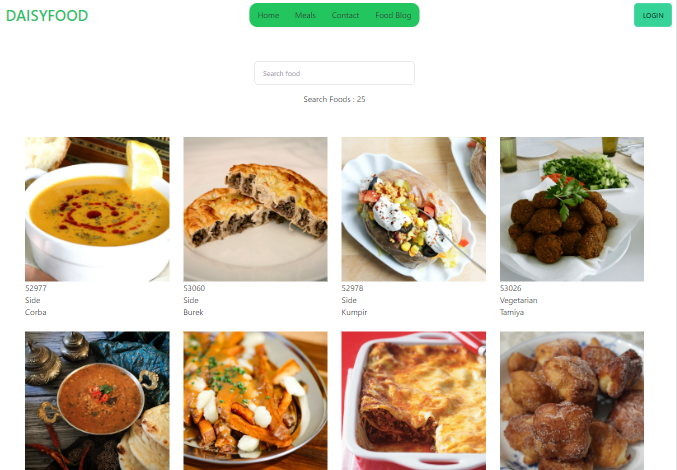 DAISYFOOD
Home Meals Contact Food Blog
LOGIN
Search food
Search Foods : 25
52977
Side
Corba
53060
Side
Burek
52978
Side
Kumpir
53026
Vegetarian
Tamiya